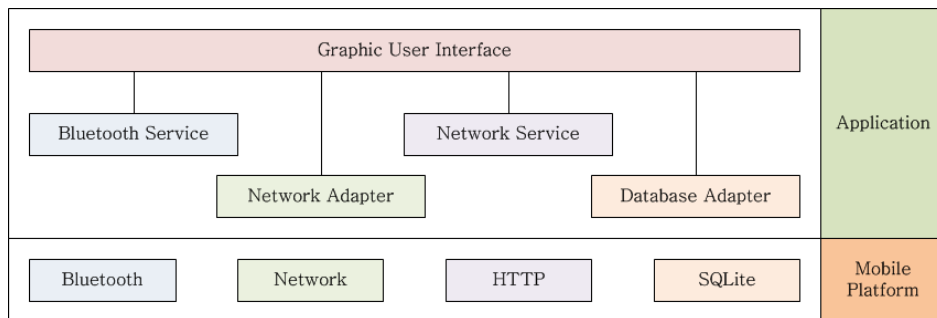 Graphic User Interface
Bluetooth Service
Network Service
Application
Network Adapter
Database Adapter
Bluetooth
Network
HTTP
SQLite
Mobile
Platform